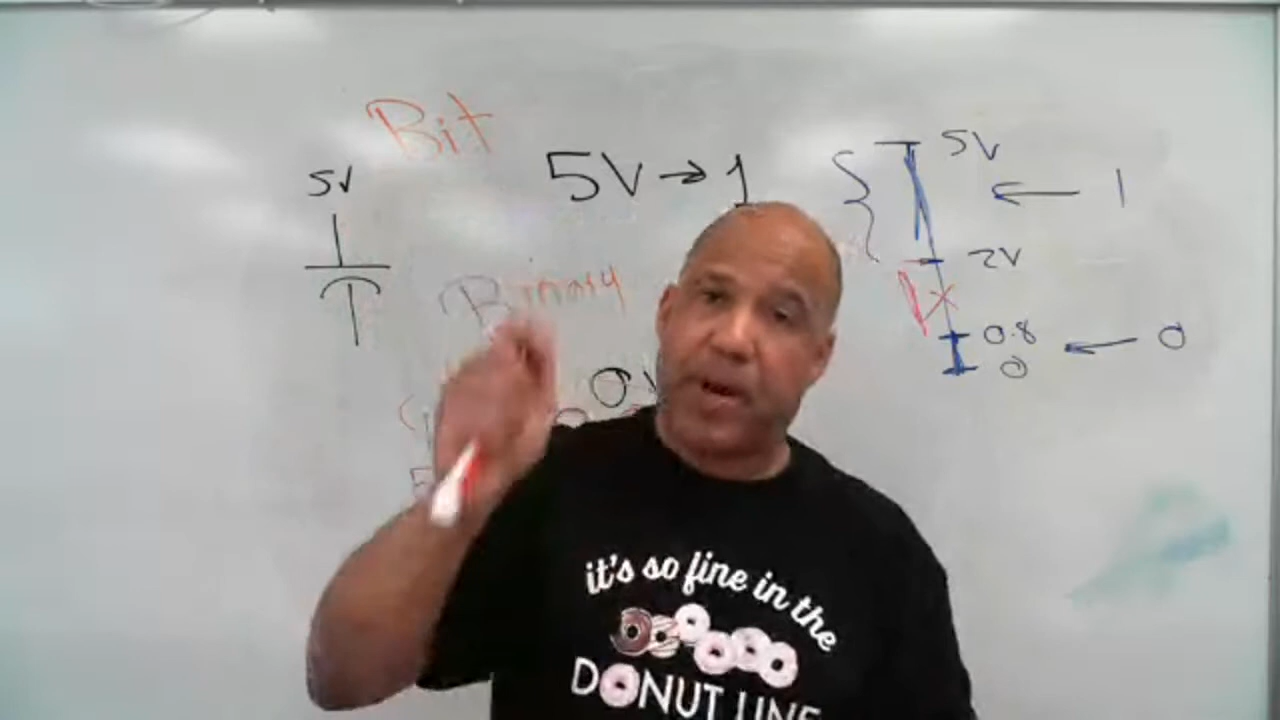 Bit
5V
5V → 1
Binary
0V
5V
1
2V
0.8
0
0
it's so fine in the
DONUT LINE